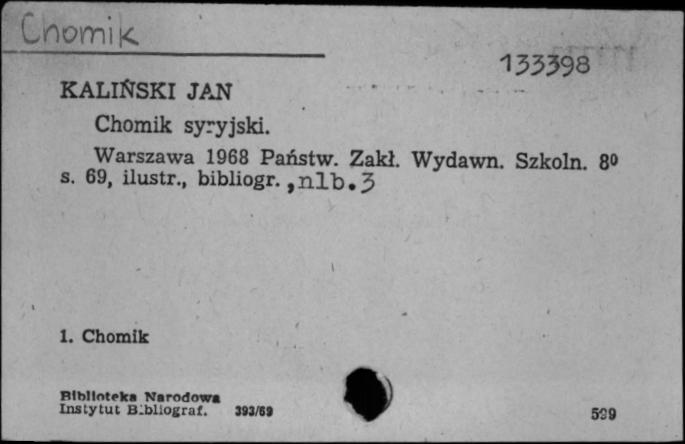 Chomik
133398
KALIŃSKI JAN
Chomik syryjski.
Warszawa 1968 Państw. Zakł. Wydawn. Szkoln. 8⁰
s. 69, ilustr., bibliogr. ,nlb.3
1. Chomik
Biblioteka Narodowa
Instytut Bibliograf. 393/69